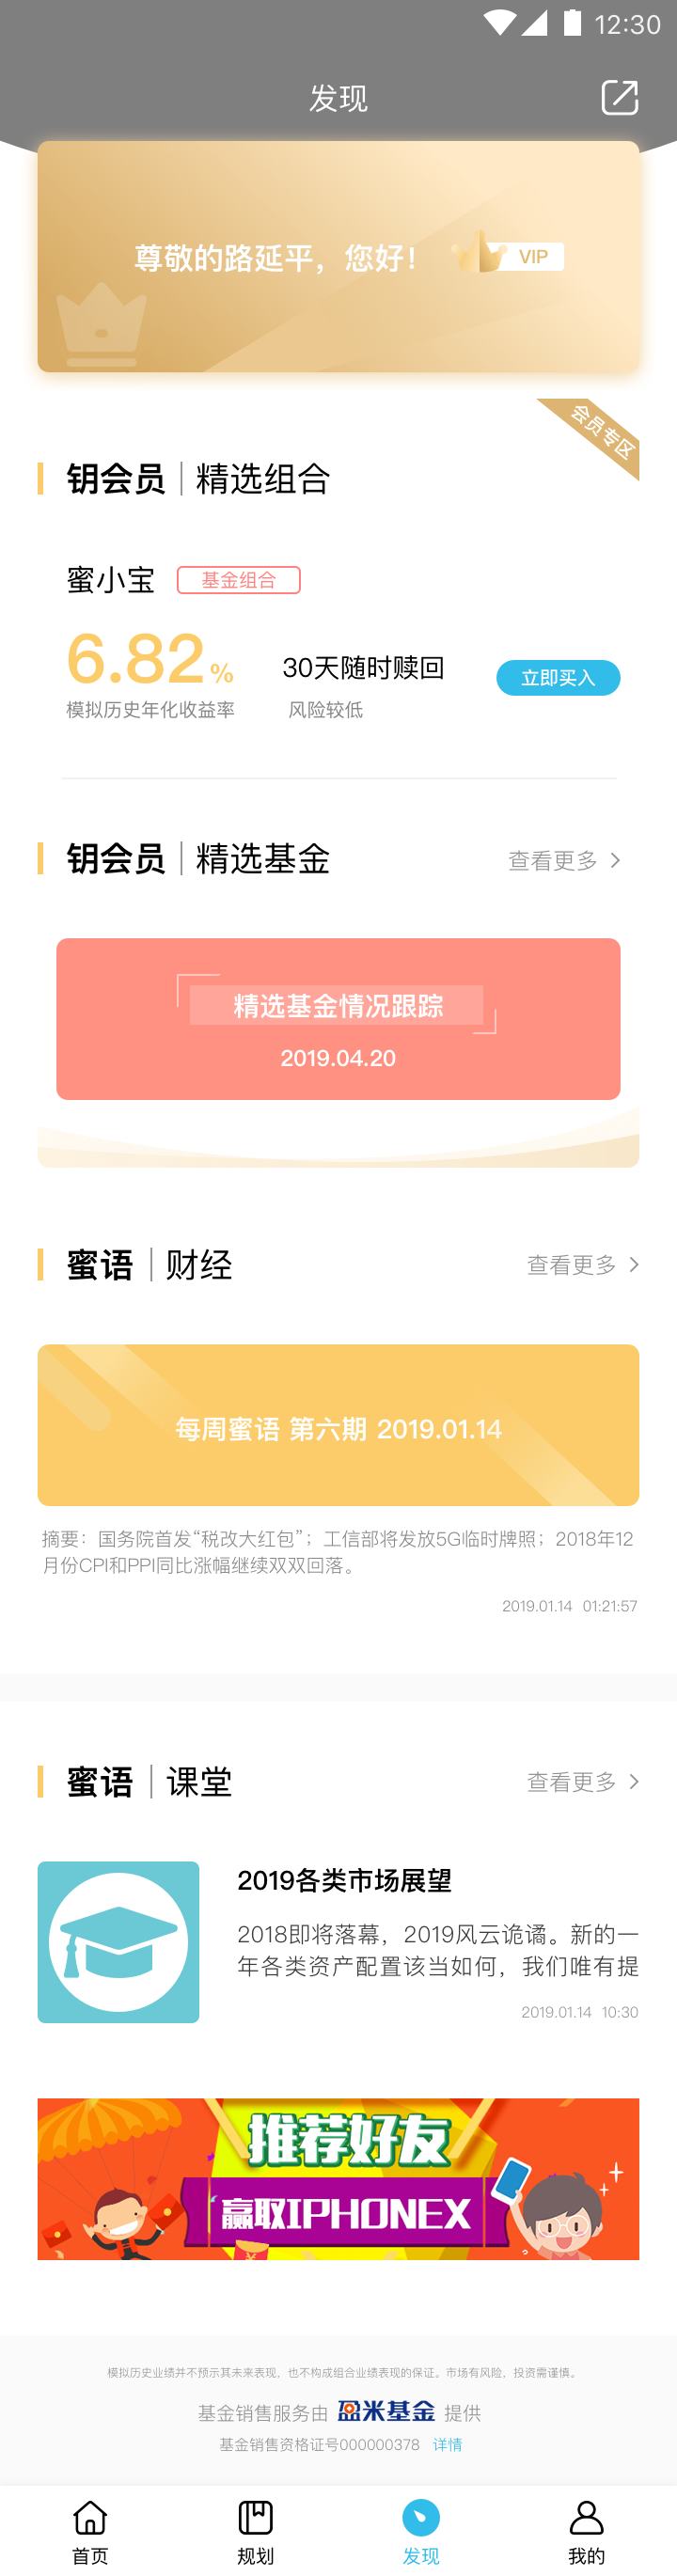 12:30
发现
尊敬的路延平，您好！
VIP
会员专区
钥会员 | 精选组合
蜜小宝 基金组合
6.82%
30天随时赎回
立即买入
模拟历史年化收益率 风险较低
钥会员 | 精选基金 查看更多
精选基金情况跟踪
2019.04.20
蜜语 | 财经 查看更多
每周蜜语 第六期 2019.01.14
摘要：国务院首发“税改大红包”；工信部将发放5G临时牌照；2018年12
月份CPI和PPI同比涨幅继续双双回落。
2019.01.14 01:21:57
蜜语 | 课堂 查看更多
2019各类市场展望
2018即将落幕，2019风云诡谲。新的一
年各类资产配置该当如何，我们唯有提
2019.01.14 10:30
推荐好友
赢取IPHONEX
模拟历史业绩并不预示其未来表现，也不构成组合业绩表现的保证。市场有风险，投资需谨慎。
基金销售服务由 盈米基金 提供
基金销售资格证号000000378 详情
首页 规划 发现 我的